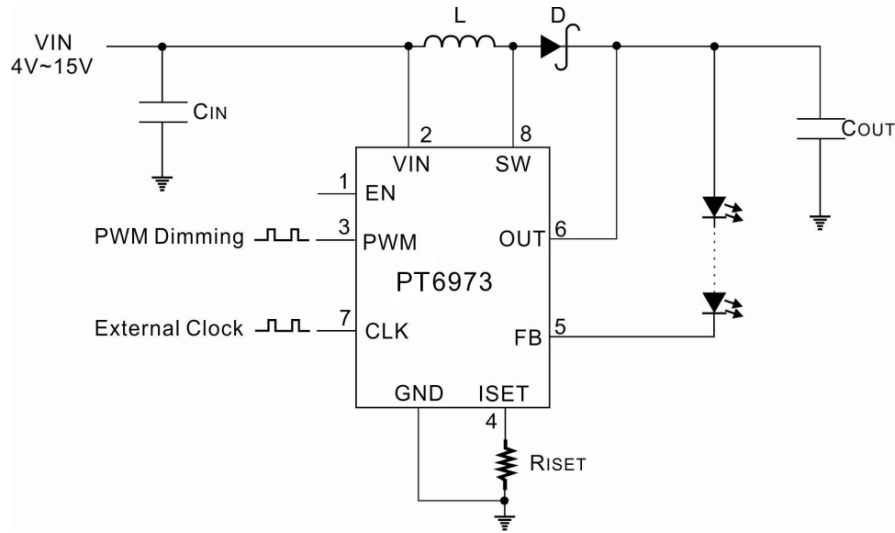 L
D
VIN
4V~15V
CIN
COUT
2
8
VIN
SW
1
EN
PWM Dimming
3
PWM
OUT
6
PT6973
External Clock
7
CLK
FB
5
GND
ISET
4
RISET